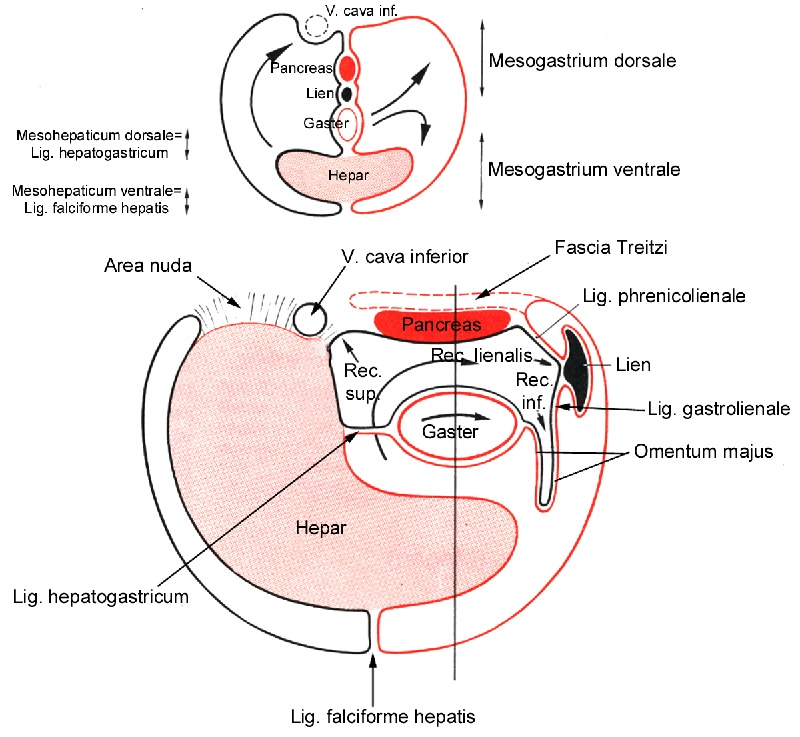 V. cava inf.
Pancreas
Lien
Gaster
Hepar
Mesogastrium dorsale
Mesogastrium ventrale
Mesohepaticum dorsale=
Lig. hepatogastricum
Mesohepaticum ventrale=
Lig. falciforme hepatis
Area nuda
V. cava inferior
Fascia Treitzi
Lig. phrenicolienale
Pancreas
Rec. lienalis
Rec.
sup.
Rec.
inf.
Lien
Lig. gastrolienale
Gaster
Omentum majus
Hepar
Lig. hepatogastricum
Lig. falciforme hepatis